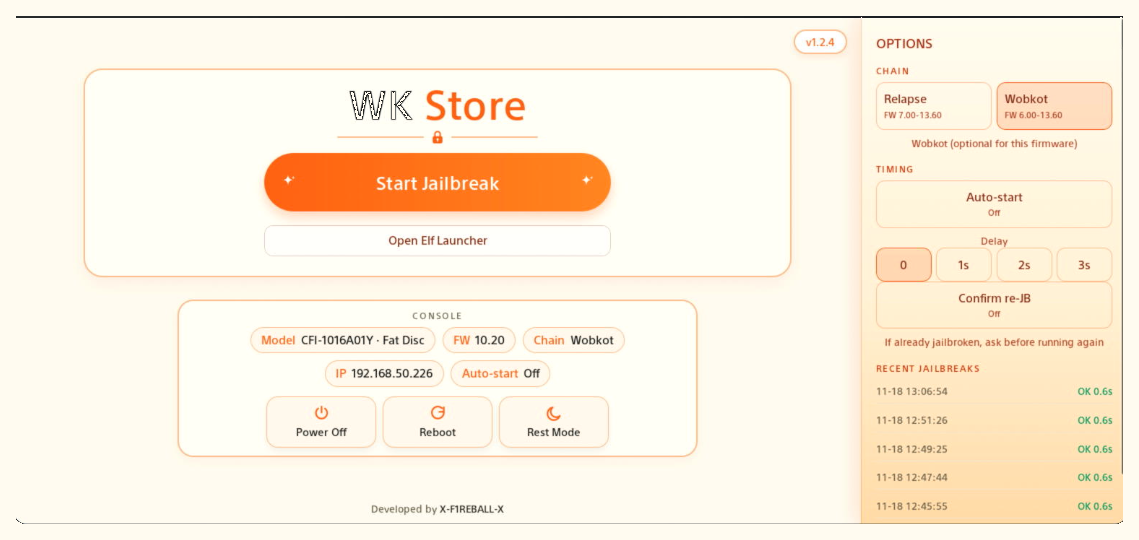 v1.2.4
WK Store
Start Jailbreak
Open Elf Launcher
CONSOLE
Model CFI-1016A01Y · Fat Disc
FW 10.20
Chain Wobkot
IP 192.168.50.226
Auto-start Off
Power Off
Reboot
Rest Mode
Developed by X-F1REBALL-X
OPTIONS
CHAIN
Relapse
FW 7.00-13.60
Wobkot
FW 6.00-13.60
Wobkot (optional for this firmware)
TIMING
Auto-start
Off
Delay
0
1s
2s
3s
Confirm re-JB
Off
If already jailbroken, ask before running again
RECENT JAILBREAKS
11-18 13:06:54 OK 0.6s
11-18 12:51:26 OK 0.6s
11-18 12:49:25 OK 0.6s
11-18 12:47:44 OK 0.6s
11-18 12:45:55 OK 0.6s